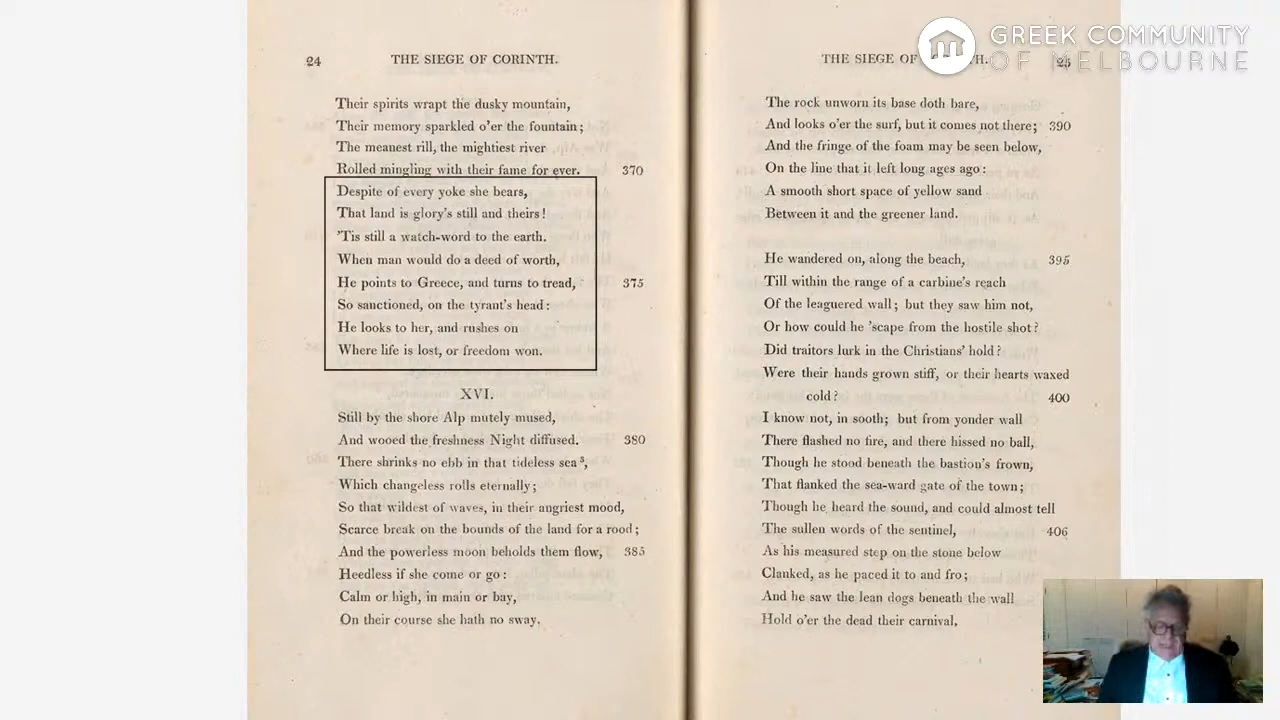 24
THE SIEGE OF CORINTH.
Their spirits wrapt the dusky mountain,
Their memory sparkled o'er the fountain;
The meanest rill, the mightiest river
Rolled mingling with their fame for ever. 370
Despite of every yoke she bears,
That land is glory's still and theirs!
'Tis still a watch-word to the earth.
When man would do a deed of worth,
He points to Greece, and turns to tread, 375
So sanctioned, on the tyrant's head:
He looks to her, and rushes on
Where life is lost, or freedom won.
XVI.
Still by the shore Alp mutely mused,
And wooed the freshness Night diffused. 380
There shrinks no ebb in that tideless sea⁵,
Which changeless rolls eternally;
So that wildest of waves, in their angriest mood,
Scarce break on the bounds of the land for a rood;
And the powerless moon beholds them flow, 385
Heedless if she come or go:
Calm or high, in main or bay,
On their course she hath no sway.
THE SIEGE OF
25
The rock unworn its base doth bare,
And looks o'er the surf, but it comes not there; 390
And the fringe of the foam may be seen below,
On the line that it left long ages ago:
A smooth short space of yellow sand
Between it and the greener land.
He wandered on, along the beach, 395
Till within the range of a carbine's reach
Of the leaguered wall; but they saw him not,
Or how could he 'scape from the hostile shot?
Did traitors lurk in the Christians' hold?
Were their hands grown stiff, or their hearts waxed
cold? 400
I know not, in sooth; but from yonder wall
There flashed no fire, and there hissed no ball,
Though he stood beneath the bastion's frown,
That flanked the sea-ward gate of the town;
Though he heard the sound, and could almost tell
The sullen words of the sentinel, 406
As his measured step on the stone below
Clanked, as he paced it to and fro;
And he saw the lean dogs beneath the wall
Hold o'er the dead their carnival,
GREEK COMMUNITY
OF MELBOURNE